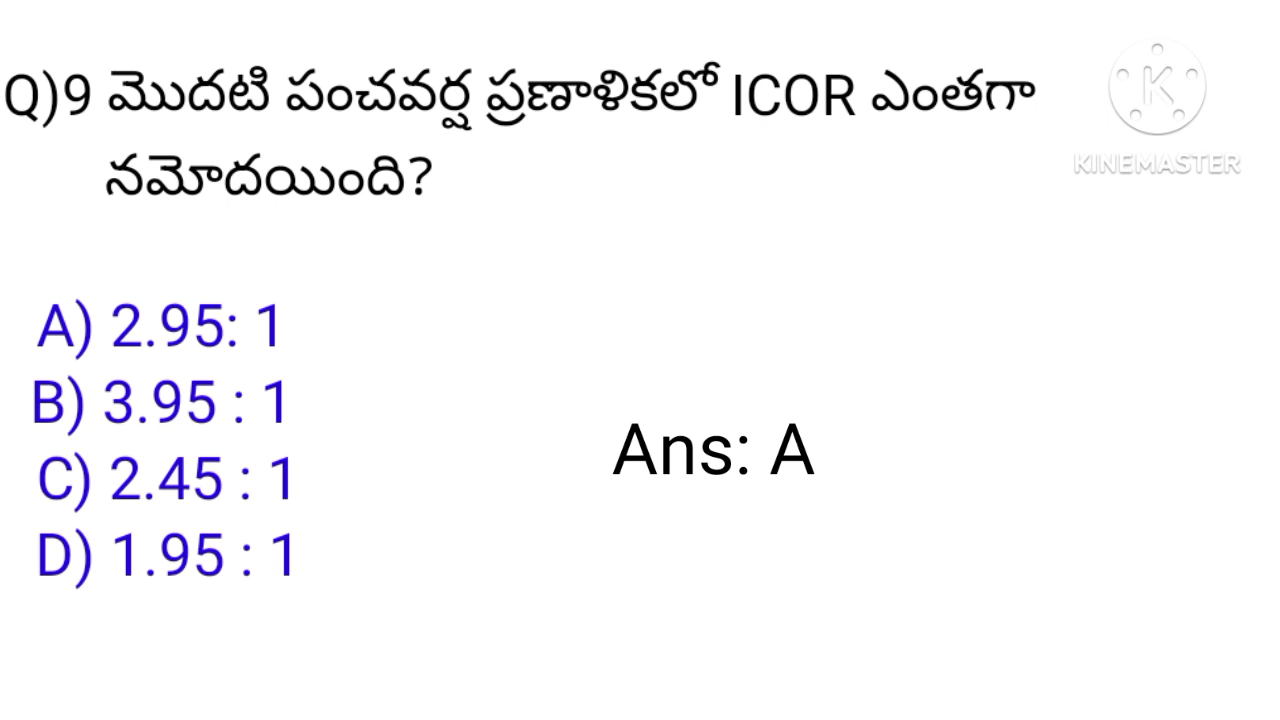 Q)9 మొదటి పంచవర్ష ప్రణాళికలో ICOR ఎంతగా
నమోదయింది?
K
KINEMASTER
A) 2.95: 1
B) 3.95 : 1
C) 2.45 : 1
D) 1.95 : 1
Ans: A